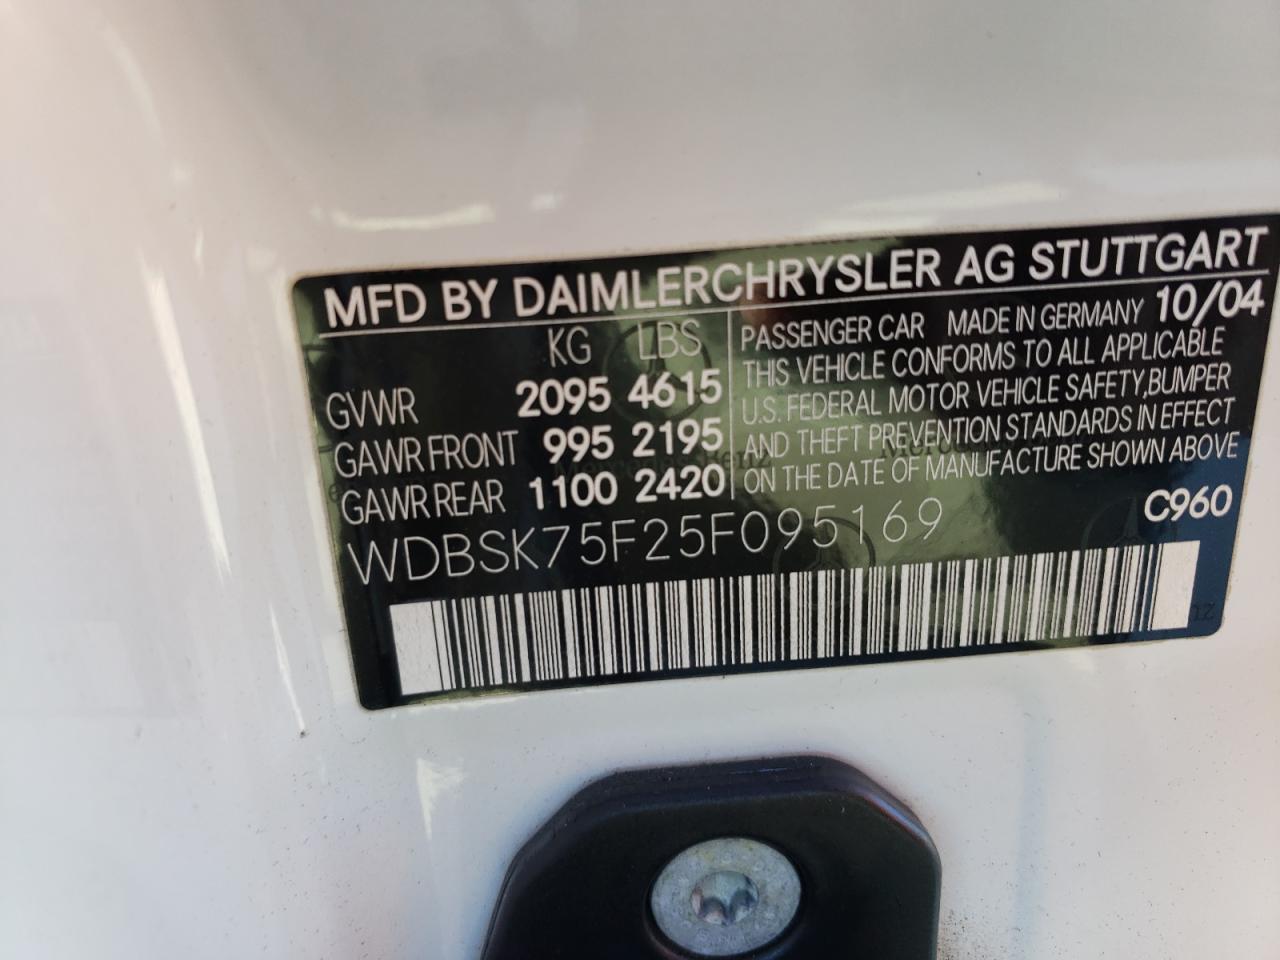 MFD BY DAIMLERCHRYSLER AG STUTTGART
KG LBS
GVWR 2095 4615
GAWR FRONT 995 2195
GAWR REAR 1100 2420
PASSENGER CAR MADE IN GERMANY 10/04
THIS VEHICLE CONFORMS TO ALL APPLICABLE
U.S. FEDERAL MOTOR VEHICLE SAFETY,BUMPER
AND THEFT PREVENTION STANDARDS IN EFFECT
ON THE DATE OF MANUFACTURE SHOWN ABOVE
WDBSK75F25F095169
C960